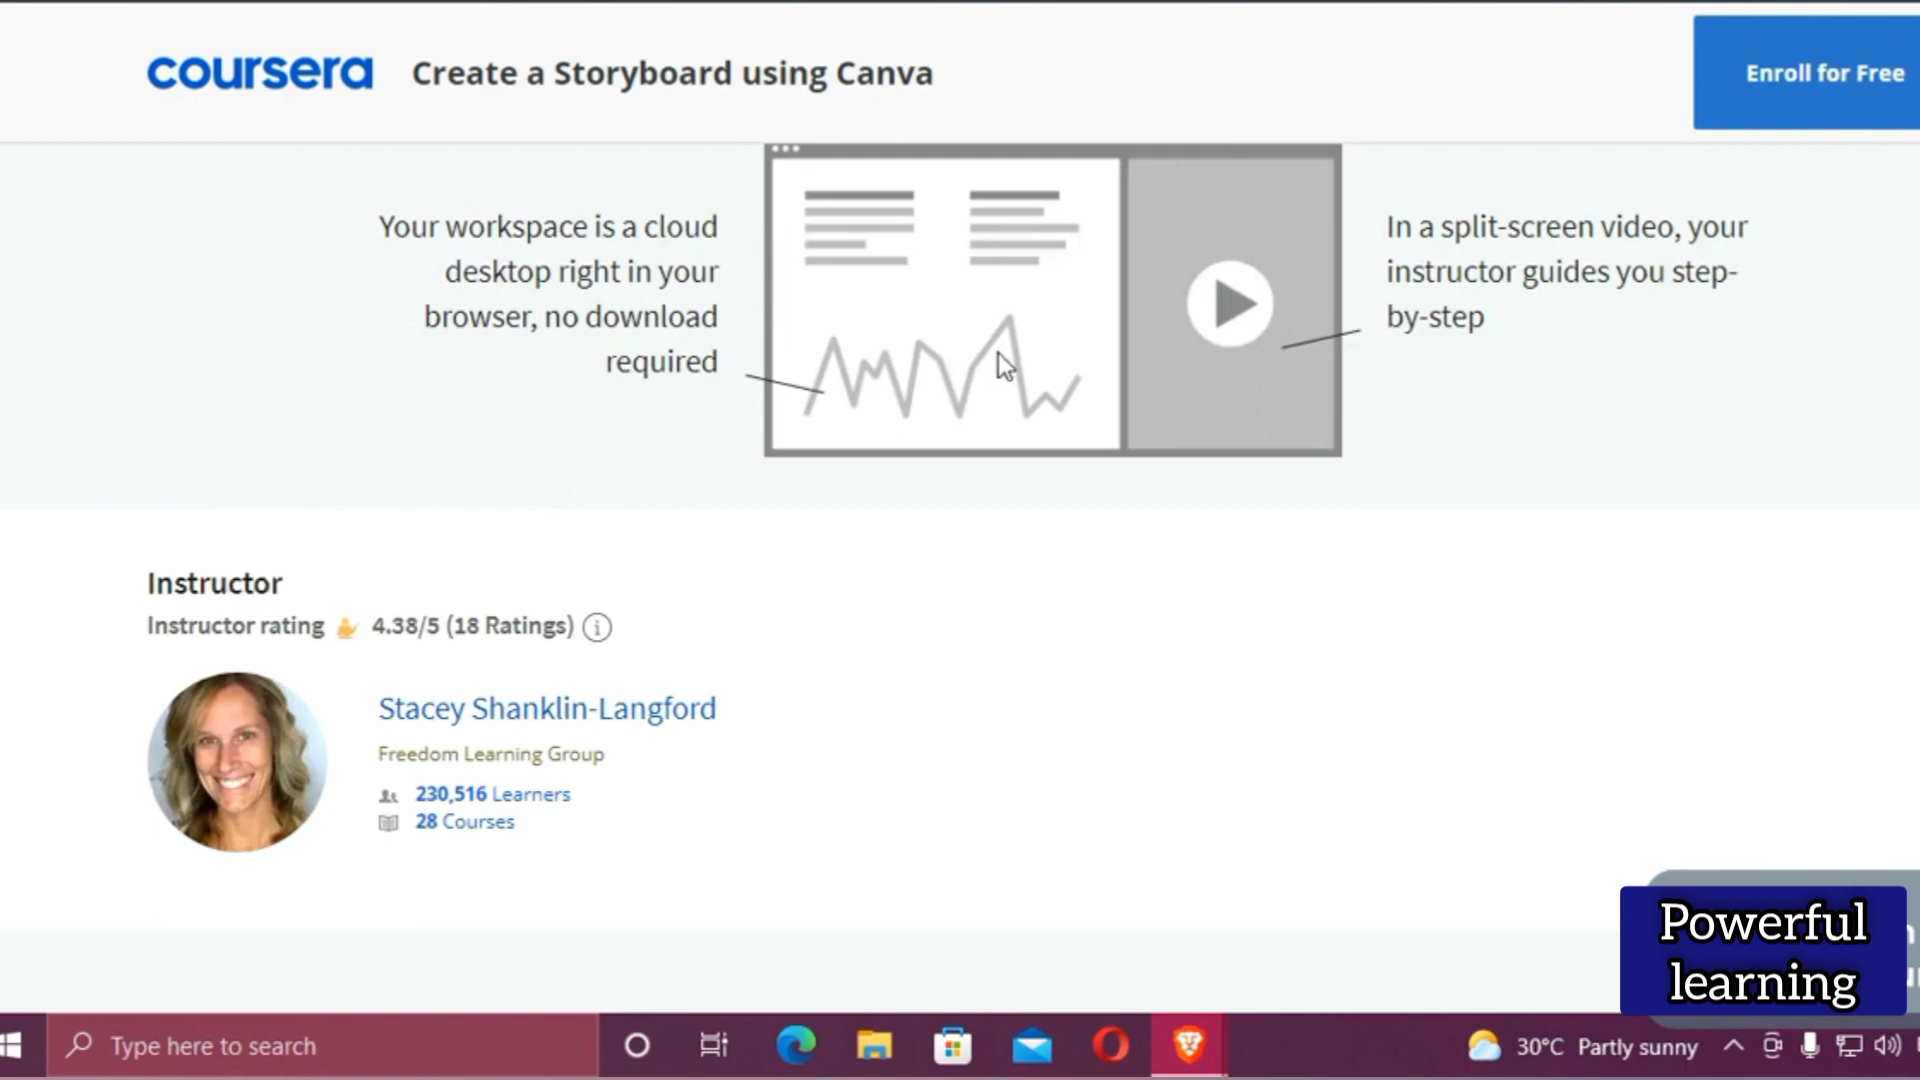 coursera Create a Storyboard using Canva Enroll for Free
Your workspace is a cloud
desktop right in your
browser, no download
required
In a split-screen video, your
instructor guides you step-
by-step
Instructor
Instructor rating 4.38/5 (18 Ratings)
Stacey Shanklin-Langford
Freedom Learning Group
230,516 Learners
28 Courses
Powerful
learning
Type here to search 30°C Partly sunny